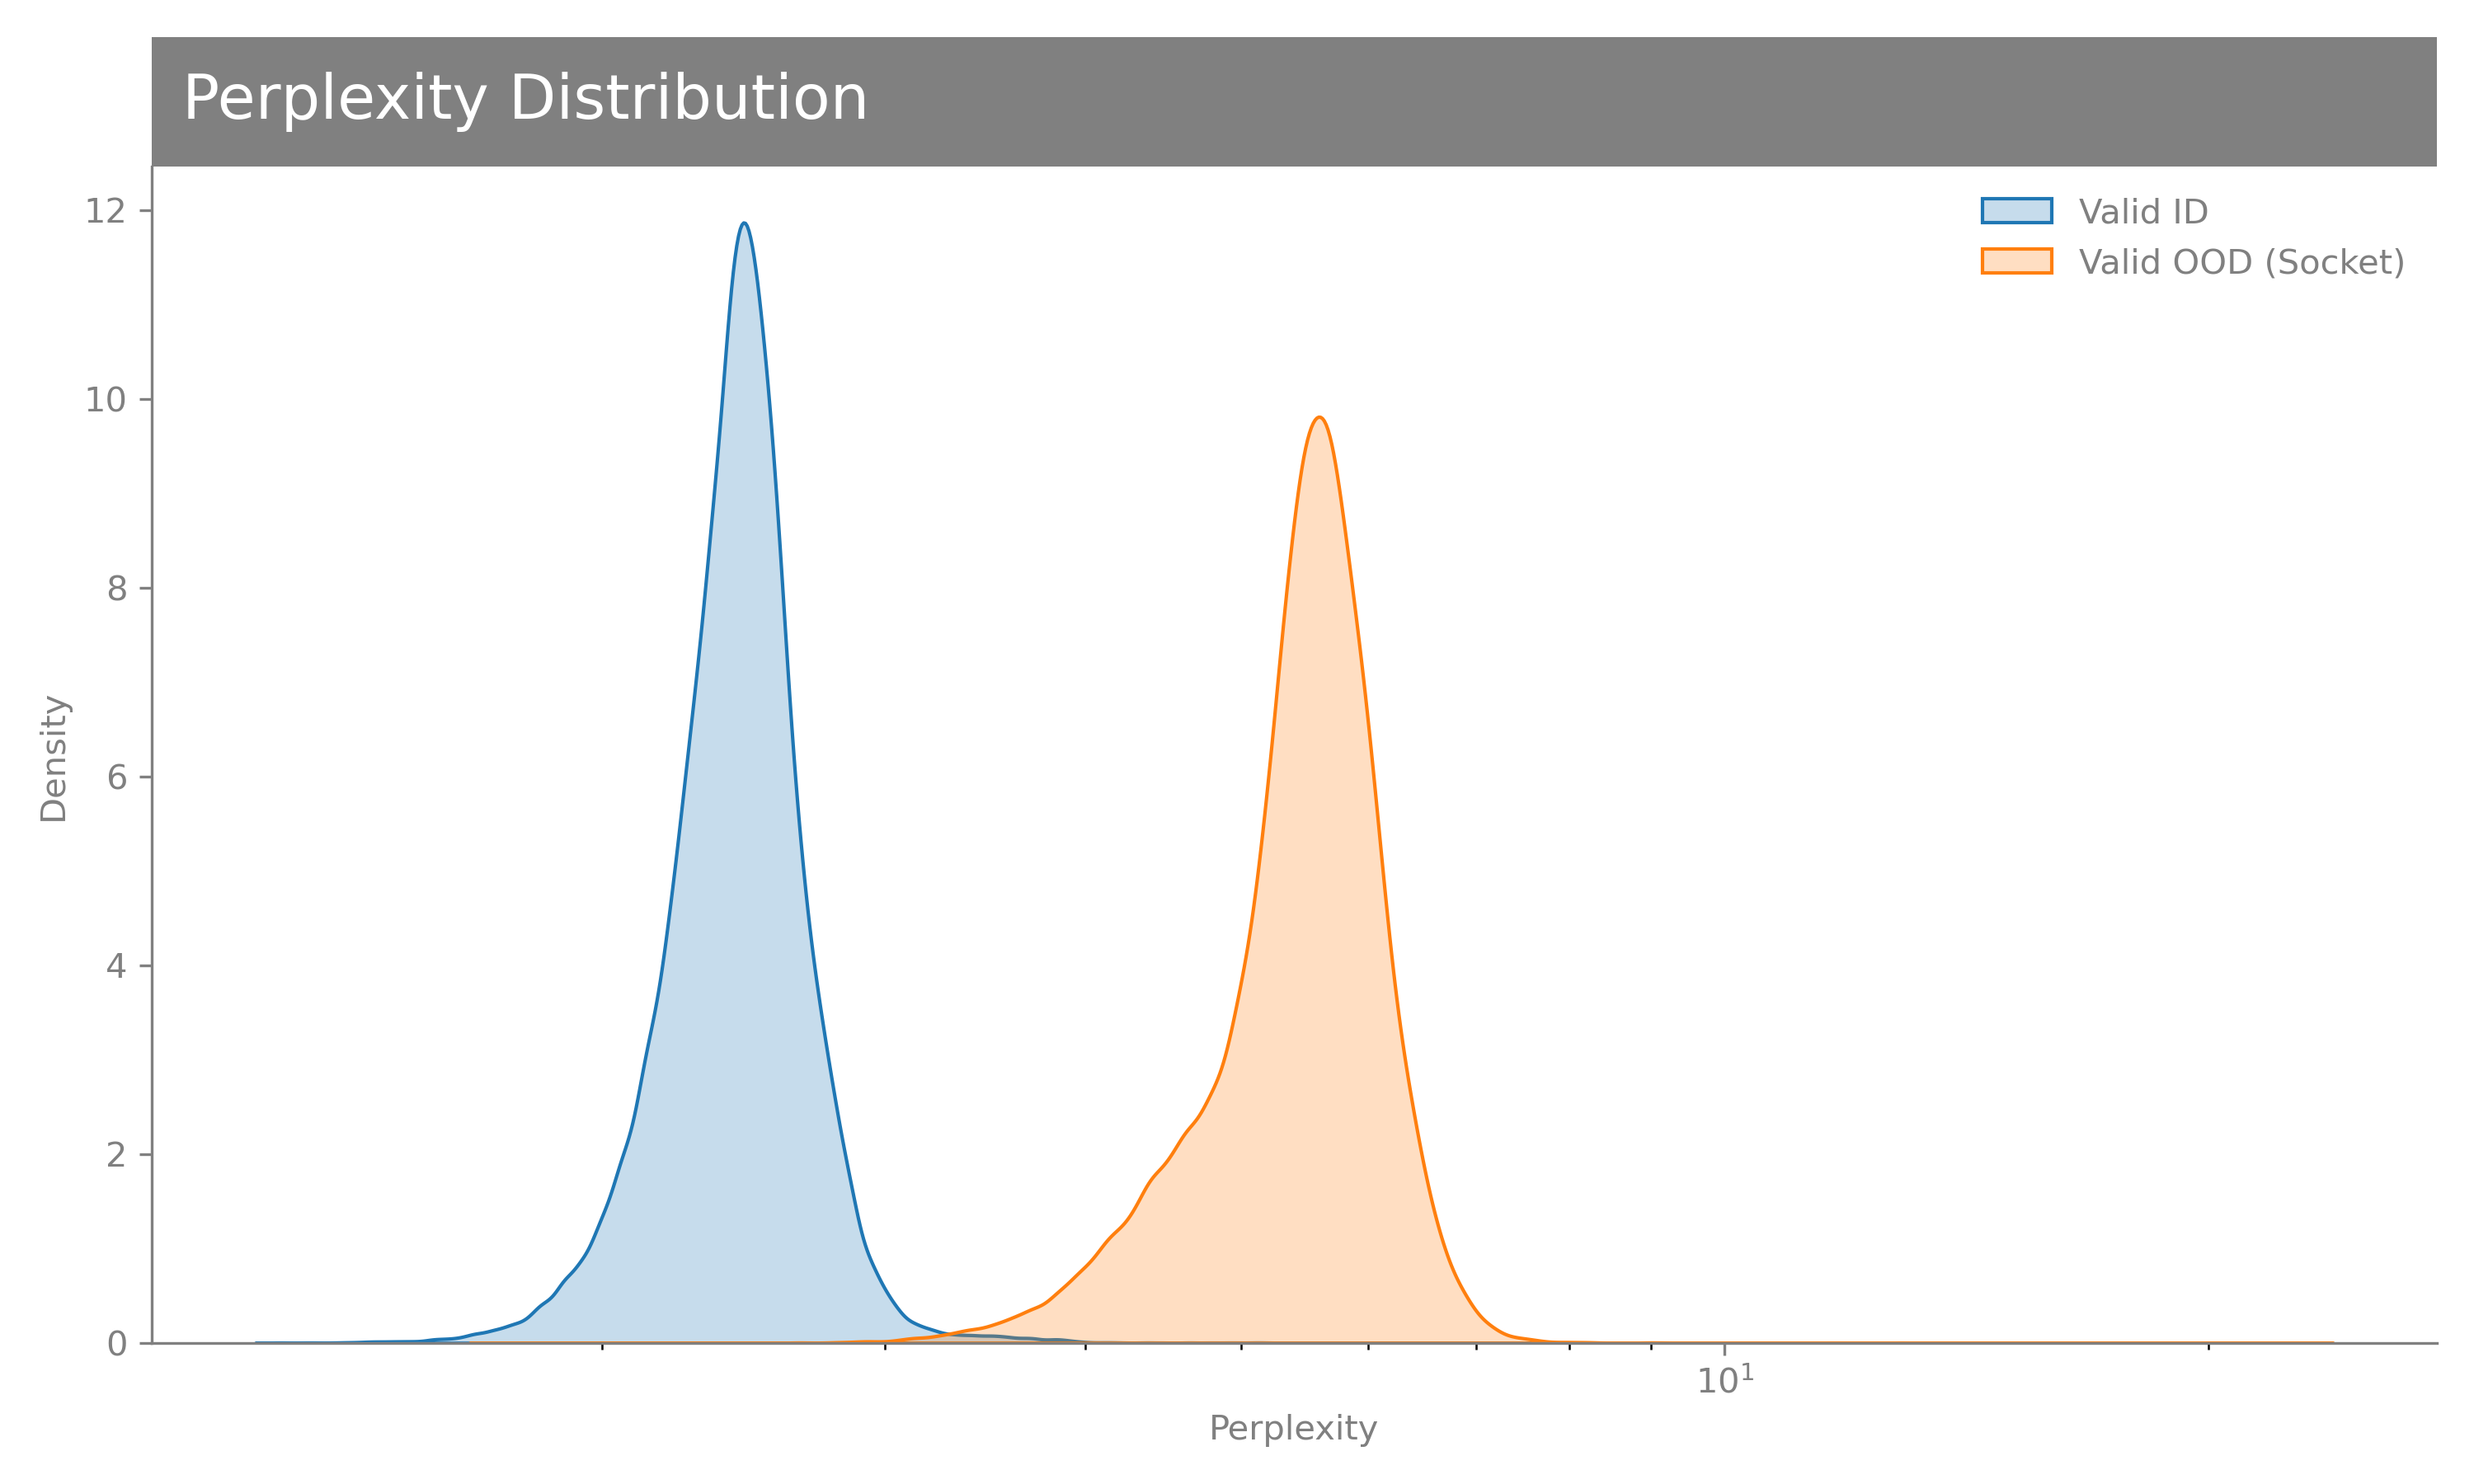 Perplexity Distribution
Valid ID
Valid OOD (Socket)
12
10
8
6
4
2
0
Density
10¹
Perplexity